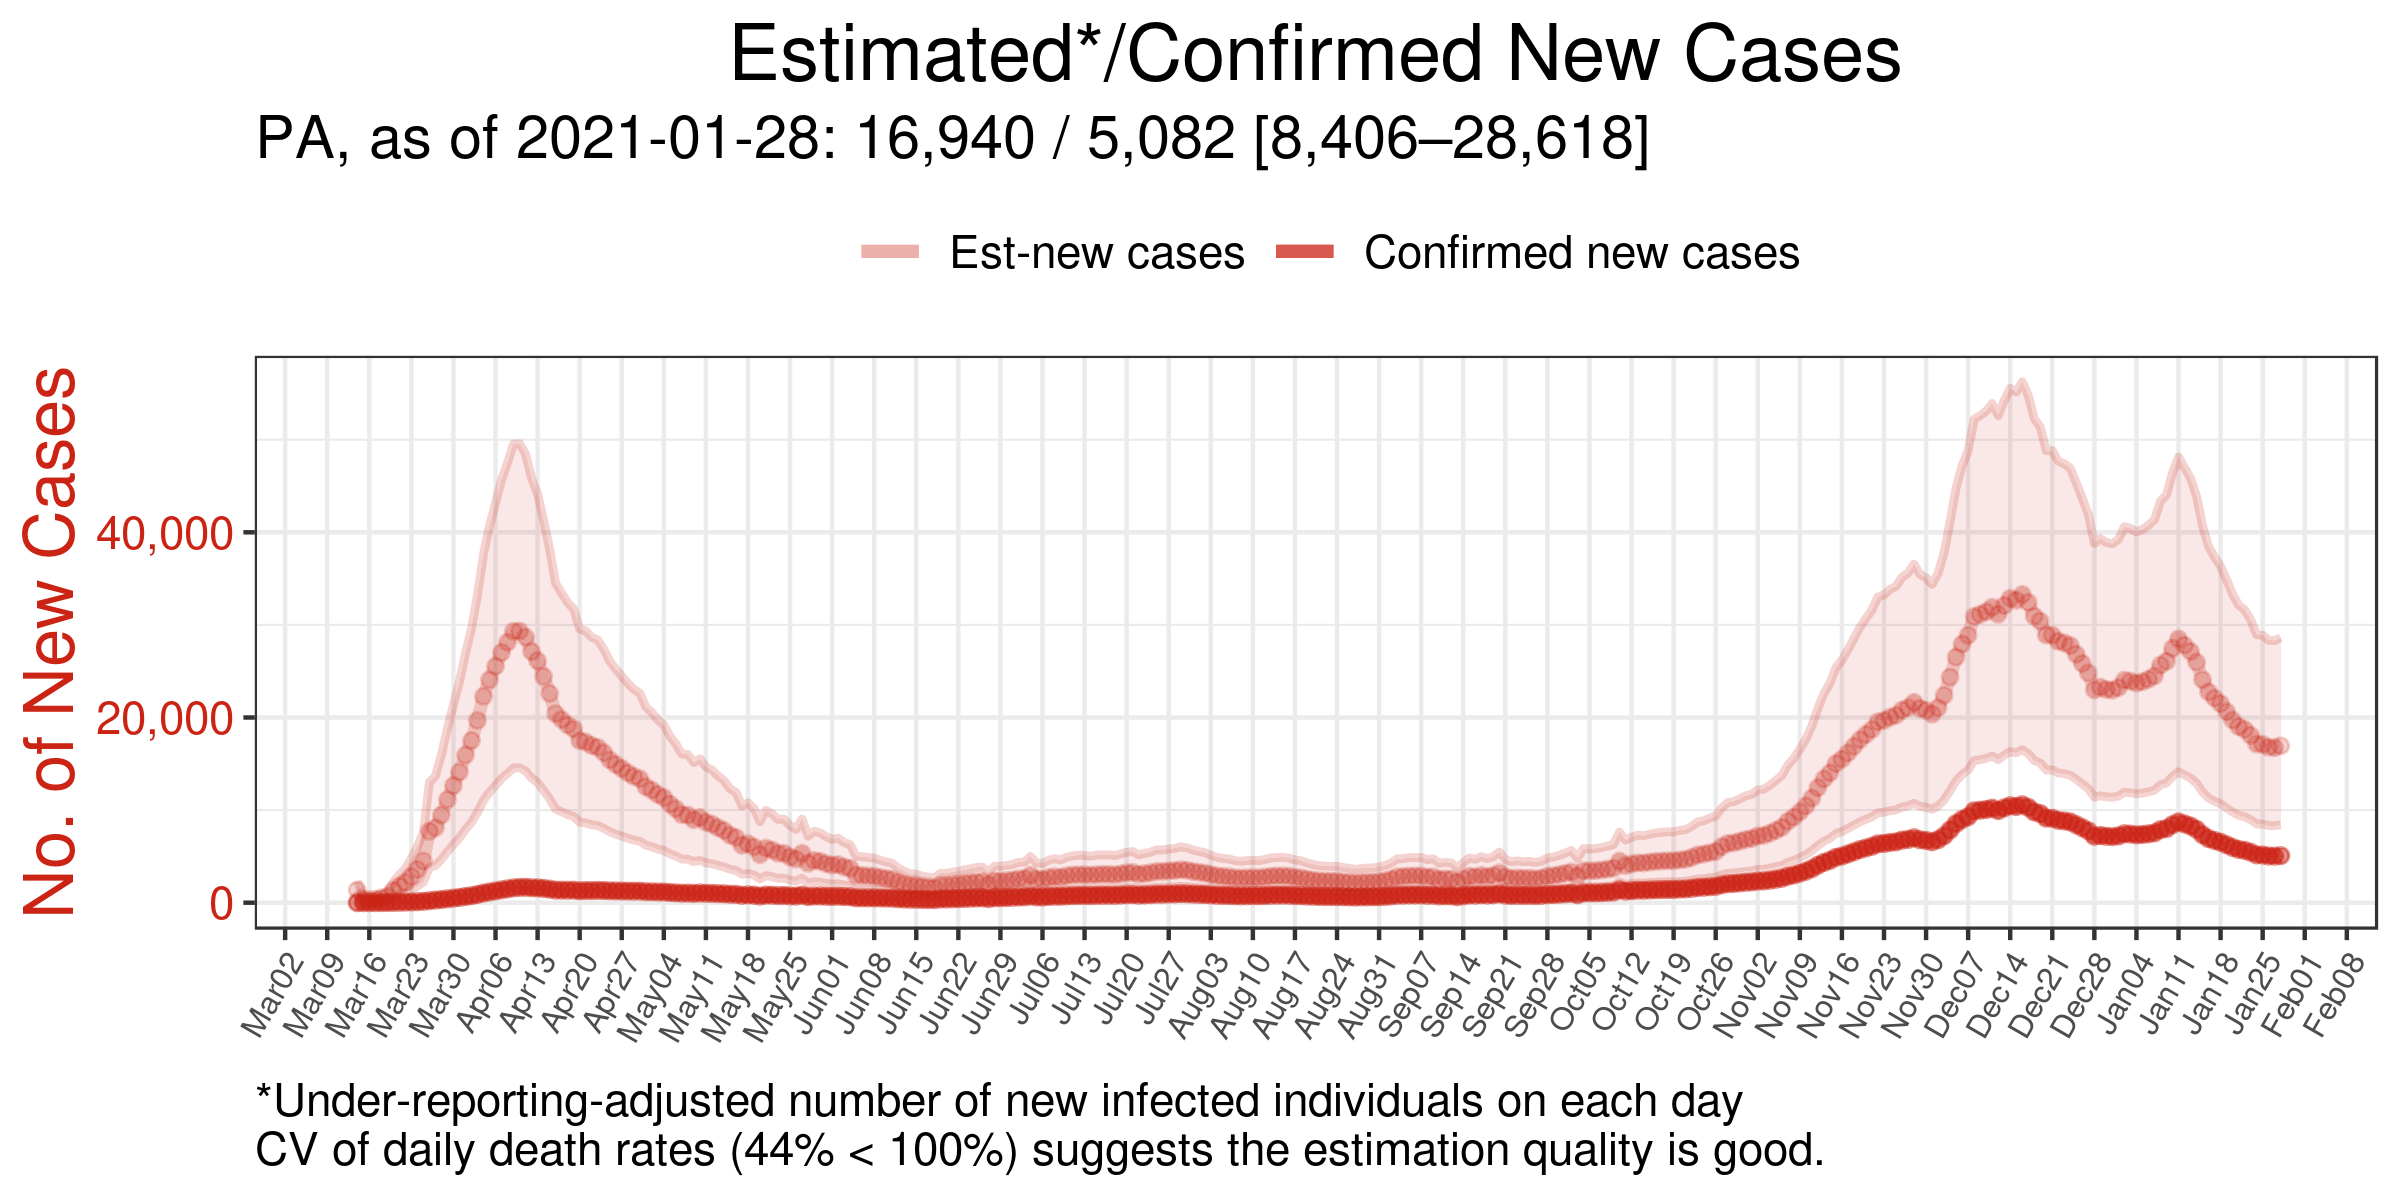 Estimated*/Confirmed New Cases
PA, as of 2021-01-28: 16,940 / 5,082 [8,406–28,618]
Est-new cases Confirmed new cases
No. of New Cases
40,000
20,000
0
Mar02 Mar09 Mar16 Mar23 Mar30 Apr06 Apr13 Apr20 Apr27 May04 May11 May18 May25 Jun01 Jun08 Jun15 Jun22 Jun29 Jul06 Jul13 Jul20 Jul27 Aug03 Aug10 Aug17 Aug24 Aug31 Sep07 Sep14 Sep21 Sep28 Oct05 Oct12 Oct19 Oct26 Nov02 Nov09 Nov16 Nov23 Nov30 Dec07 Dec14 Dec21 Dec28 Jan04 Jan11 Jan18 Jan25 Feb01 Feb08
*Under-reporting-adjusted number of new infected individuals on each day
CV of daily death rates (44% < 100%) suggests the estimation quality is good.